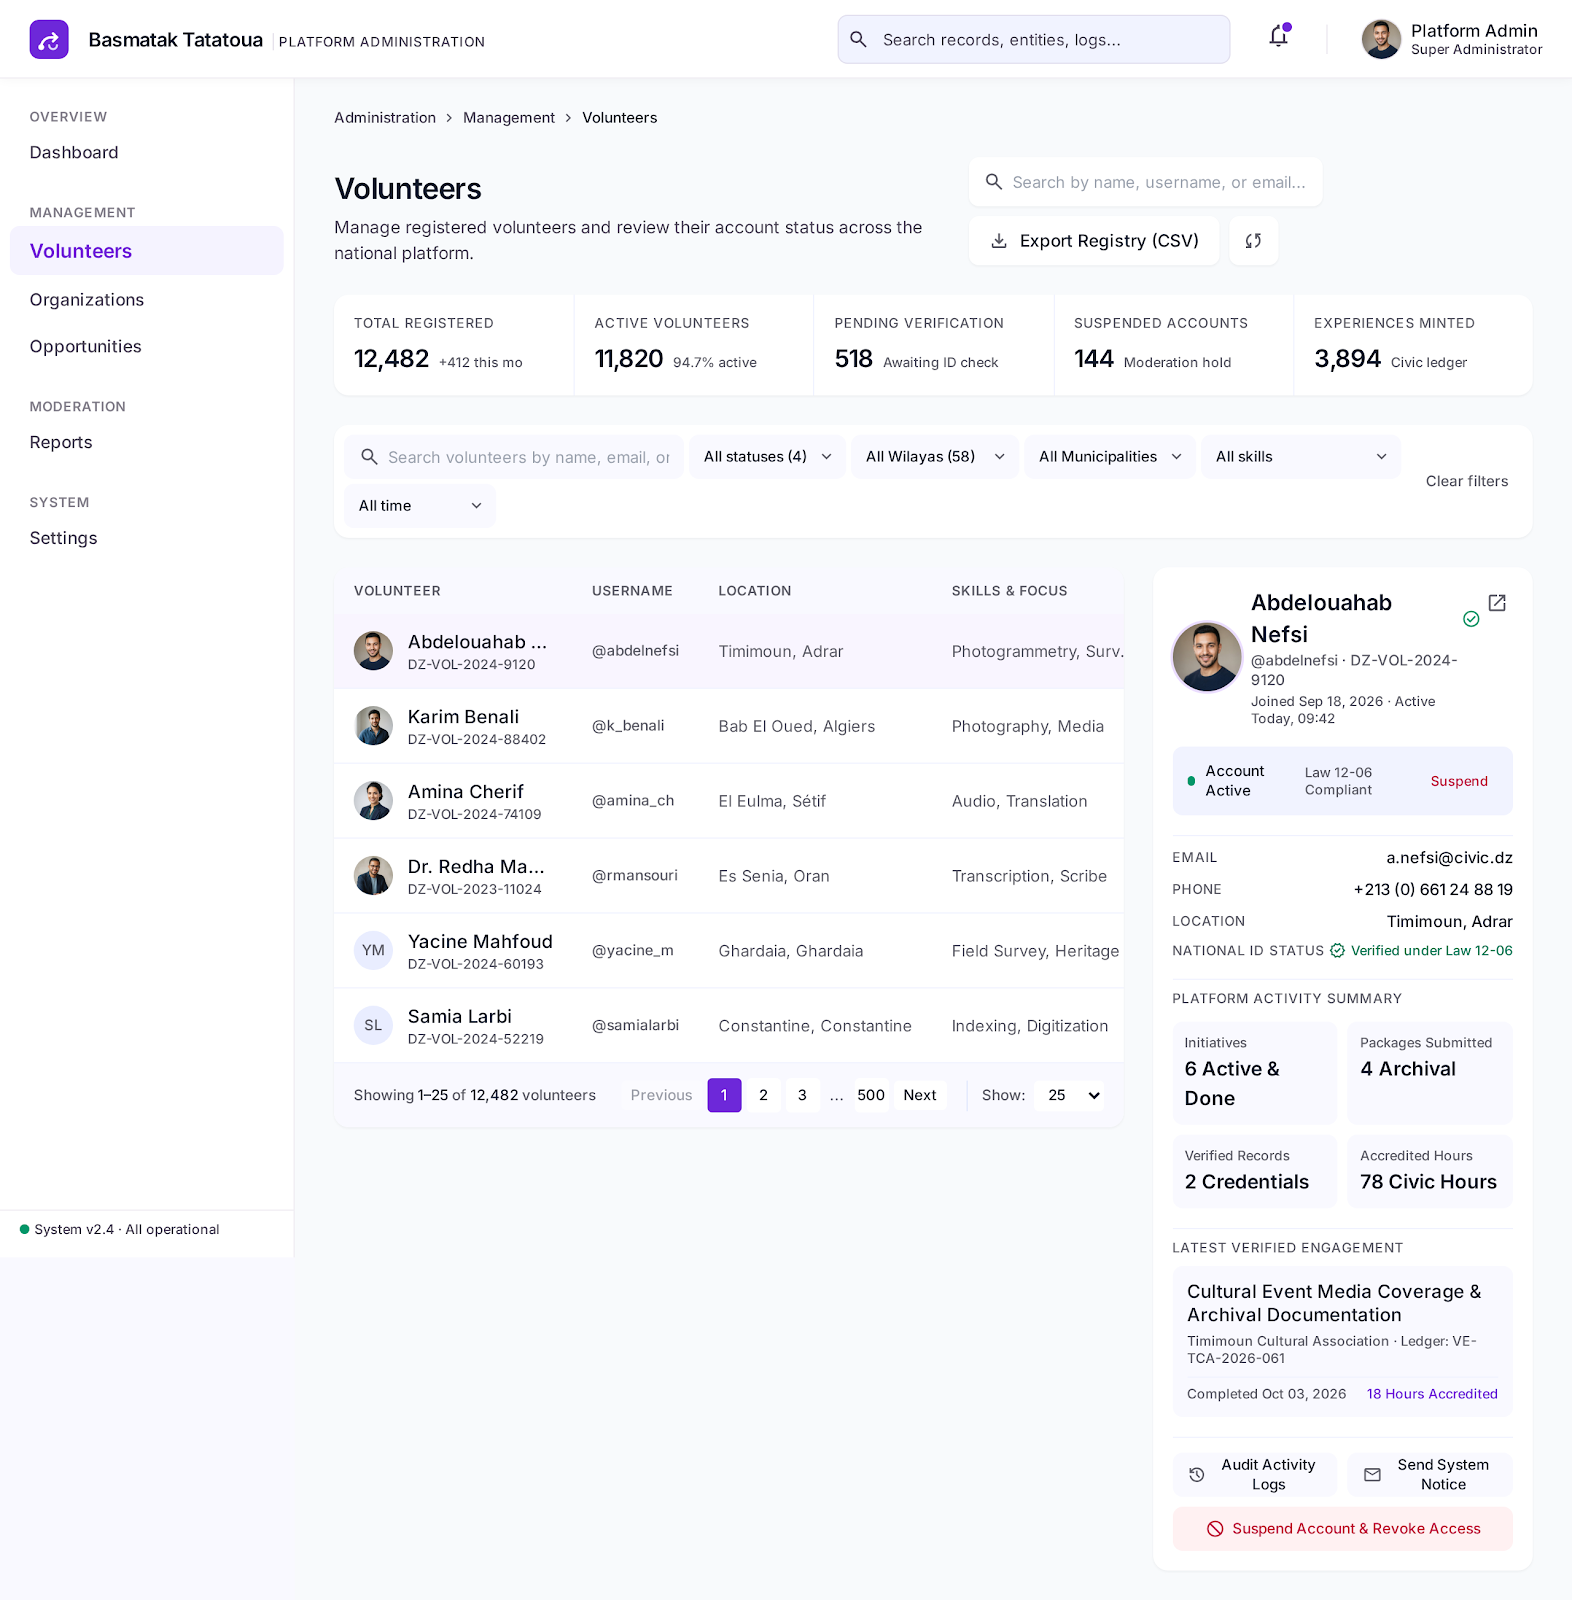 Basmatak Tatatoua
PLATFORM ADMINISTRATION
Search records, entities, logs...
Platform Admin
Super Administrator
OVERVIEW
Dashboard
MANAGEMENT
Volunteers
Organizations
Opportunities
MODERATION
Reports
SYSTEM
Settings
System v2.4 · All operational
Administration > Management > Volunteers
Volunteers
Manage registered volunteers and review their account status across the
national platform.
Search by name, username, or email...
Export Registry (CSV)
TOTAL REGISTERED
12,482 +412 this mo
ACTIVE VOLUNTEERS
11,820 94.7% active
PENDING VERIFICATION
518 Awaiting ID check
SUSPENDED ACCOUNTS
144 Moderation hold
EXPERIENCES MINTED
3,894 Civic ledger
Search volunteers by name, email, or
All statuses (4)
All Wilayas (58)
All Municipalities
All skills
All time
Clear filters
VOLUNTEER USERNAME LOCATION SKILLS & FOCUS
Abdelouahab ... @abdelnefsi Timimoun, Adrar Photogrammetry, Surv.
DZ-VOL-2024-9120
Karim Benali @k_benali Bab El Oued, Algiers Photography, Media
DZ-VOL-2024-88402
Amina Cherif @amina_ch El Eulma, Sétif Audio, Translation
DZ-VOL-2024-74109
Dr. Redha Ma... @rmansouri Es Senia, Oran Transcription, Scribe
DZ-VOL-2023-11024
YM Yacine Mahfoud @yacine_m Ghardaia, Ghardaia Field Survey, Heritage
DZ-VOL-2024-60193
SL Samia Larbi @samialarbi Constantine, Constantine Indexing, Digitization
DZ-VOL-2024-52219
Showing 1–25 of 12,482 volunteers Previous 1 2 3 ... 500 Next Show: 25
Abdelouahab
Nefsi
@abdelnefsi · DZ-VOL-2024-
9120
Joined Sep 18, 2026 · Active
Today, 09:42
Account
Active
Law 12-06
Compliant
Suspend
EMAIL a.nefsi@civic.dz
PHONE +213 (0) 661 24 88 19
LOCATION Timimoun, Adrar
NATIONAL ID STATUS Verified under Law 12-06
PLATFORM ACTIVITY SUMMARY
Initiatives
6 Active &
Done
Packages Submitted
4 Archival
Verified Records
2 Credentials
Accredited Hours
78 Civic Hours
LATEST VERIFIED ENGAGEMENT
Cultural Event Media Coverage &
Archival Documentation
Timimoun Cultural Association · Ledger: VE-
TCA-2026-061
Completed Oct 03, 2026 18 Hours Accredited
Audit Activity
Logs
Send System
Notice
Suspend Account & Revoke Access